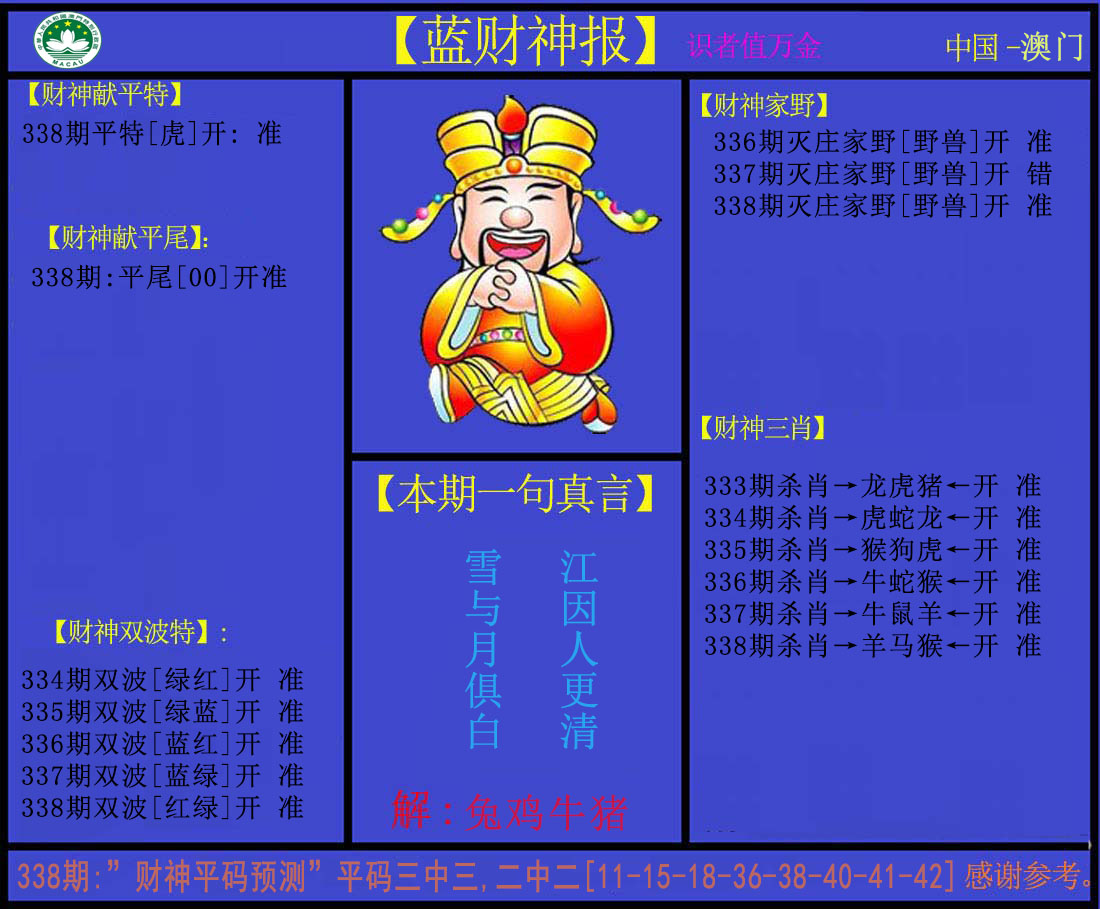 【蓝财神报】
识者值万金
中国-澳门
MACAU
【财神献平特】
338期平特[虎]开: 准
【财神献平尾】:
338期:平尾[00]开准
【财神双波特】:
334期双波[绿红]开 准
335期双波[绿蓝]开 准
336期双波[蓝红]开 准
337期双波[蓝绿]开 准
338期双波[红绿]开 准
【本期一句真言】
江因人更清
雪与月俱白
解:兔鸡牛猪
【财神家野】
336期灭庄家野[野兽]开 准
337期灭庄家野[野兽]开 错
338期灭庄家野[野兽]开 准
【财神三肖】
333期杀肖→龙虎猪←开 准
334期杀肖→虎蛇龙←开 准
335期杀肖→猴狗虎←开 准
336期杀肖→牛蛇猴←开 准
337期杀肖→牛鼠羊←开 准
338期杀肖→羊马猴←开 准
338期:”财神平码预测”平码三中三,二中二[11-15-18-36-38-40-41-42]感谢参考。